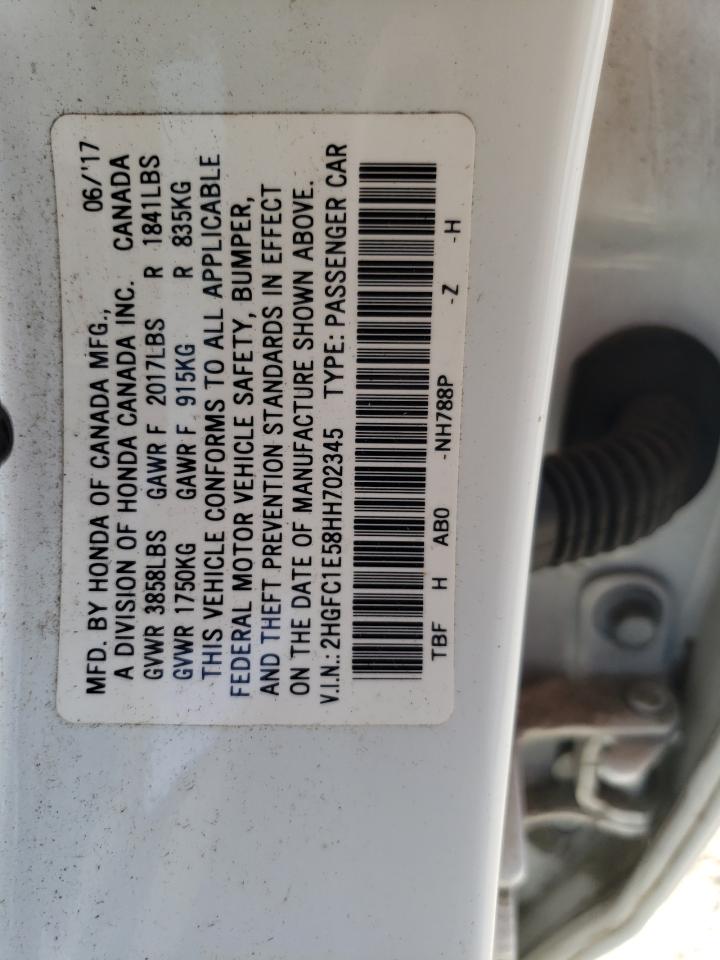 MFD. BY HONDA OF CANADA MFG., 06/'17
A DIVISION OF HONDA CANADA INC. CANADA
GVWR 3858LBS GAWR F 2017LBS R 1841LBS
GVWR 1750KG GAWR F 915KG R 835KG
THIS VEHICLE CONFORMS TO ALL APPLICABLE
FEDERAL MOTOR VEHICLE SAFETY, BUMPER,
AND THEFT PREVENTION STANDARDS IN EFFECT
ON THE DATE OF MANUFACTURE SHOWN ABOVE.
V.I.N.: 2HGFC1E58HH702345 TYPE: PASSENGER CAR
TBF H AB0 -NH788P -Z -H